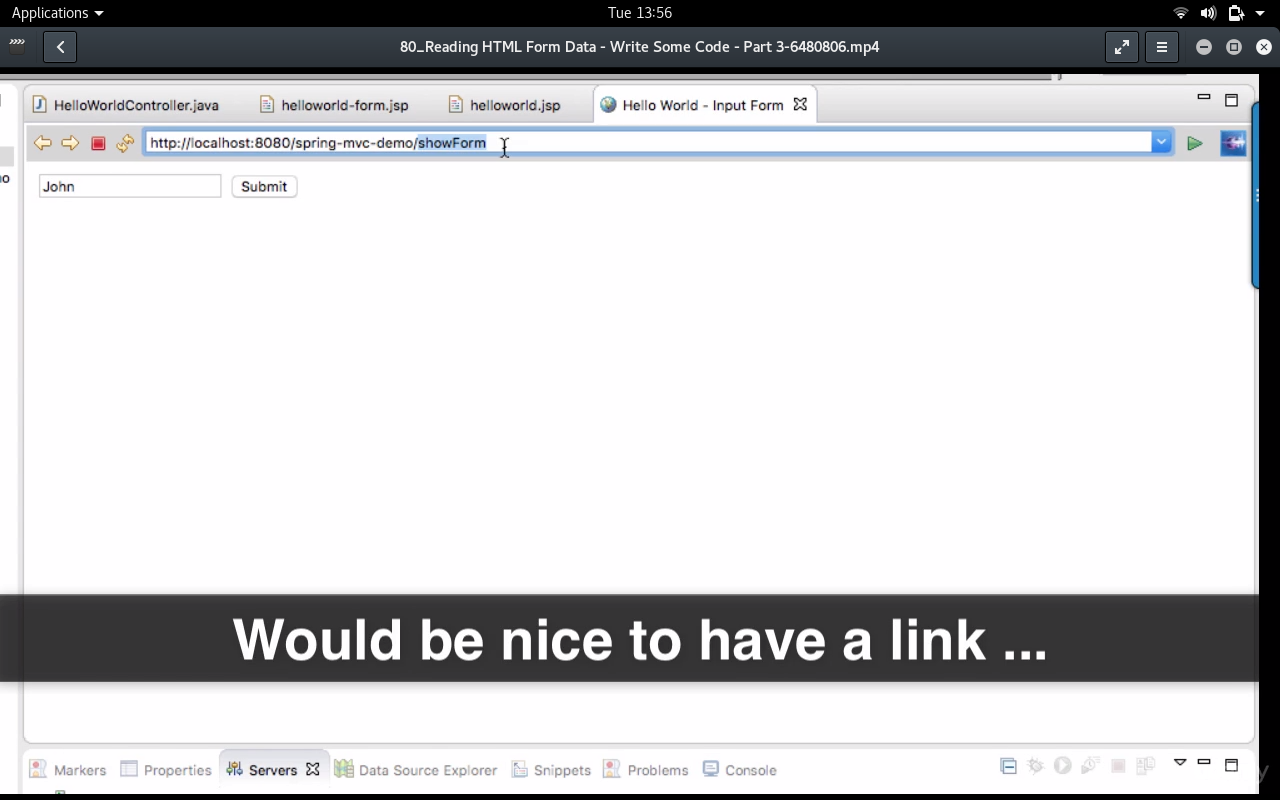 Applications
Tue 13:56
80_Reading HTML Form Data - Write Some Code - Part 3-6480806.mp4
HelloWorldController.java
helloworld-form.jsp
helloworld.jsp
Hello World - Input Form
http://localhost:8080/spring-mvc-demo/showForm
John
Submit
Would be nice to have a link ...
Markers
Properties
Servers
Data Source Explorer
Snippets
Problems
Console